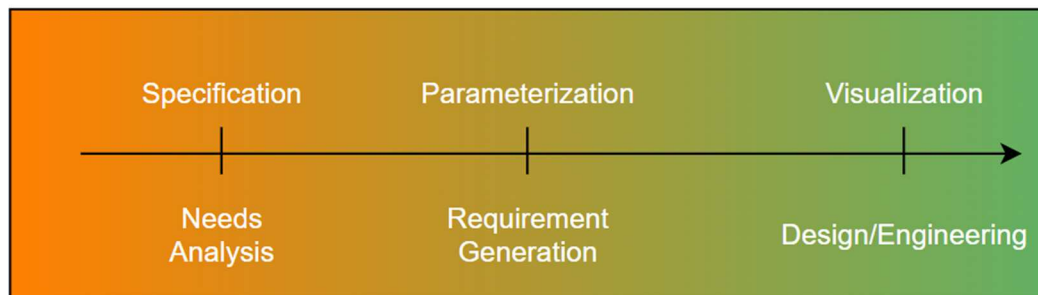 Specification
Parameterization
Visualization
Needs
Analysis
Requirement
Generation
Design/Engineering